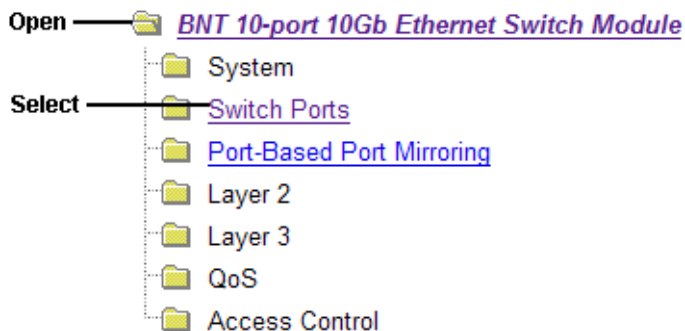 Open BNT 10-port 10Gb Ethernet Switch Module
System
Select Switch Ports
Port-Based Port Mirroring
Layer 2
Layer 3
QoS
Access Control